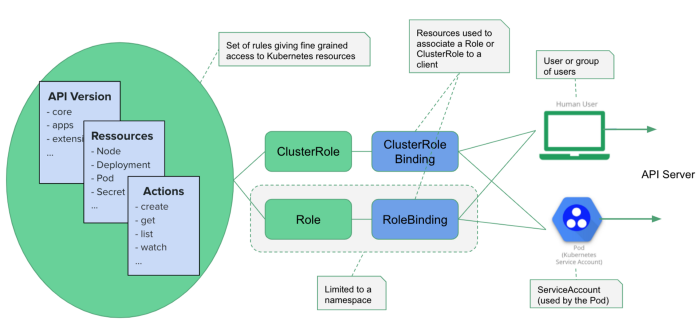 Set of rules giving fine grained
access to Kubernetes resources
Resources used to
associate a Role or
ClusterRole to a
client
User or group
of users
Human User
API Version
- core
- apps
- extensi
...
Ressources
- Node
- Deployment
- Pod
- Secret
...
Actions
- create
- get
- list
- watch
...
ClusterRole
ClusterRole
Binding
Role
RoleBinding
API Server
Pod
(Kubernetes
Service Account)
Limited to a
namespace
ServiceAccount
(used by the Pod)